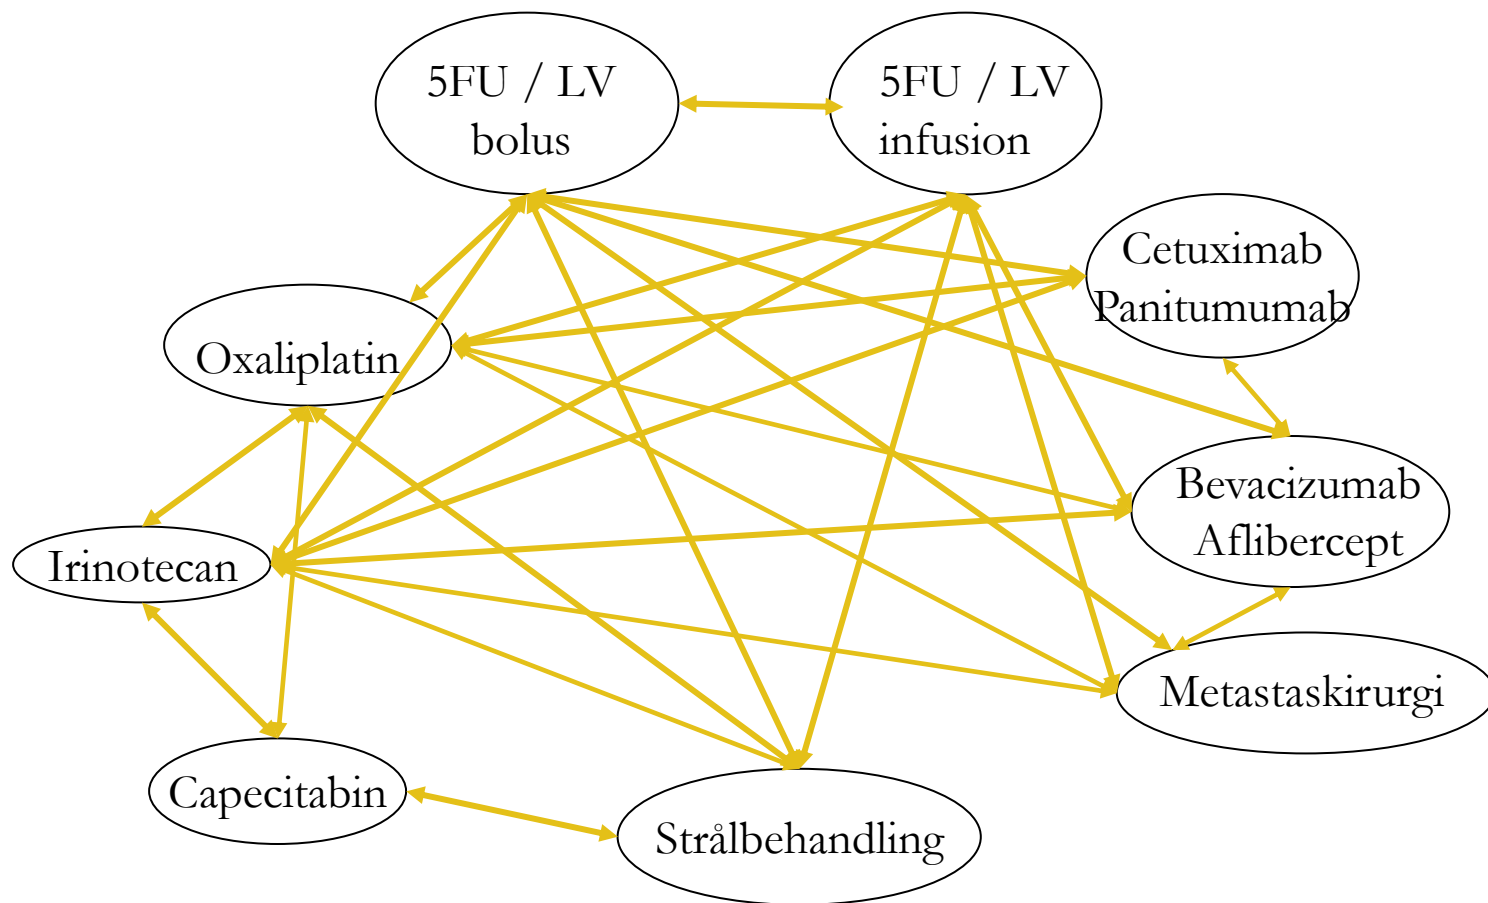 5FU / LV
bolus
5FU / LV
infusion
Cetuximab
Panitumumab
Oxaliplatin
Bevacizumab
Aflibercept
Irinotecan
Metastaskirurgi
Capecitabin
Strålbehandling